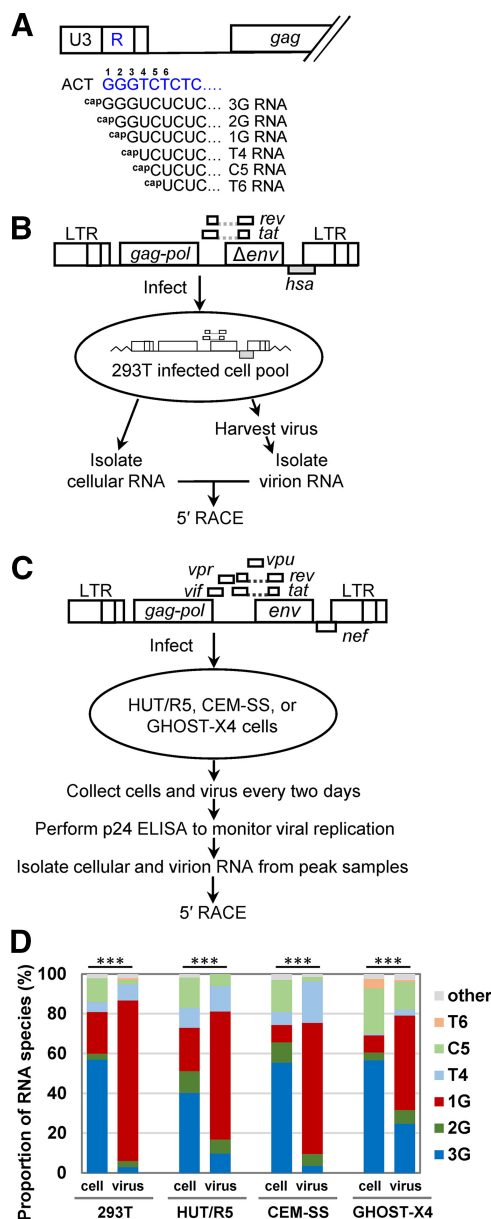 A
U3 R gag
1 2 3 4 5 6
ACT GGGTCTCTC....
capGGGUCUCUC... 3G RNA
capGGUCUCUC... 2G RNA
capGUCUCUC... 1G RNA
capUCUCUC... T4 RNA
capCUCUC... C5 RNA
capUCUC... T6 RNA
B
rev
tat
LTR gag-pol Δenv LTR
hsa
Infect
293T infected cell pool
Harvest virus
Isolate cellular RNA
Isolate virion RNA
5′ RACE
C
vpu
vpr rev
vif tat
LTR gag-pol env LTR
nef
Infect
HUT/R5, CEM-SS, or
GHOST-X4 cells
Collect cells and virus every two days
Perform p24 ELISA to monitor viral replication
Isolate cellular and virion RNA from peak samples
5′ RACE
D
Proportion of RNA species (%)
100
80
60
40
20
0
*** *** *** ***
other
T6
C5
T4
1G
2G
3G
cell virus cell virus cell virus cell virus
293T HUT/R5 CEM-SS GHOST-X4